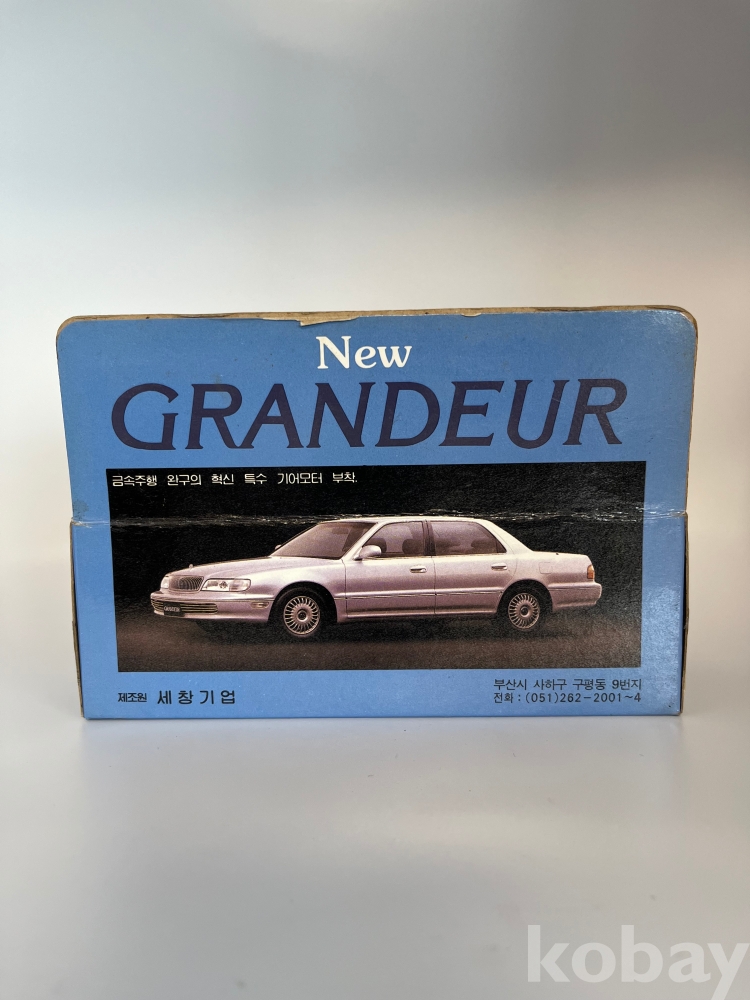 New
GRANDEUR
금속주행 완구의 혁신 특수 기어모터 부착.
GRANDEUR
제조원 세창기업
부산시 사하구 구평동 9번지
전화 : (051)262-2001~4
kobay